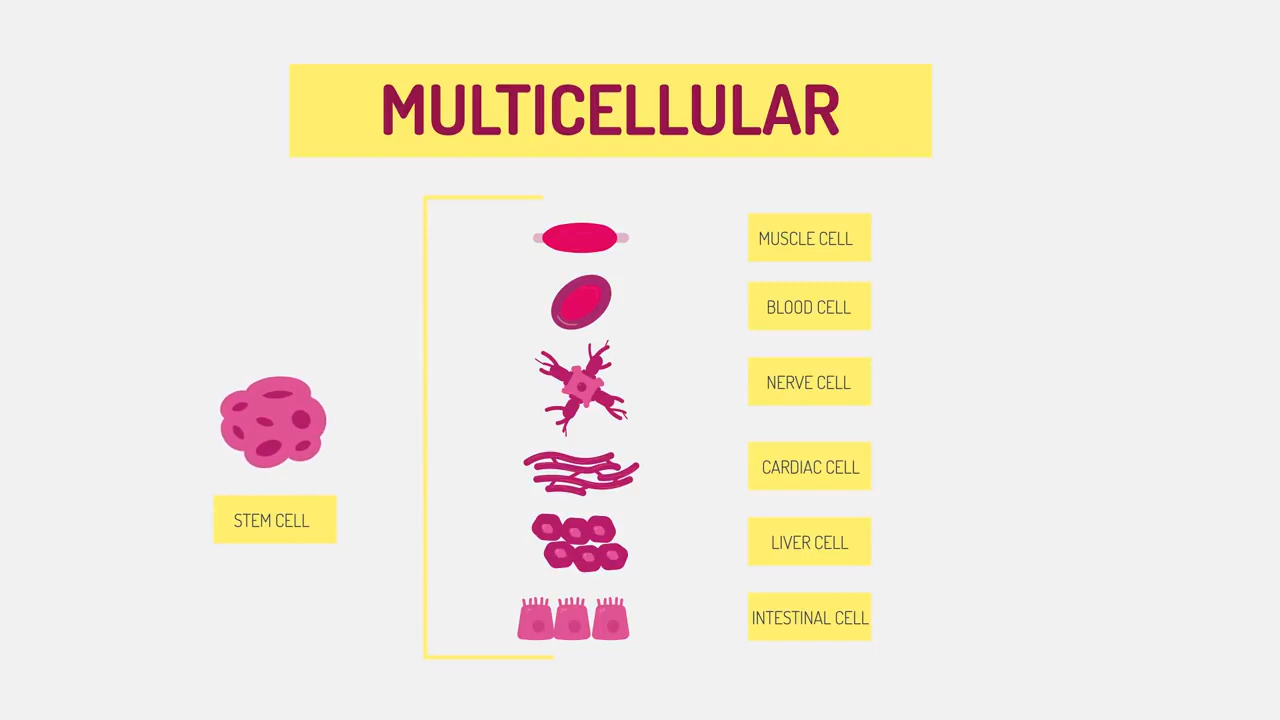 MULTICELLULAR
MUSCLE CELL
BLOOD CELL
NERVE CELL
CARDIAC CELL
STEM CELL
LIVER CELL
INTESTINAL CELL